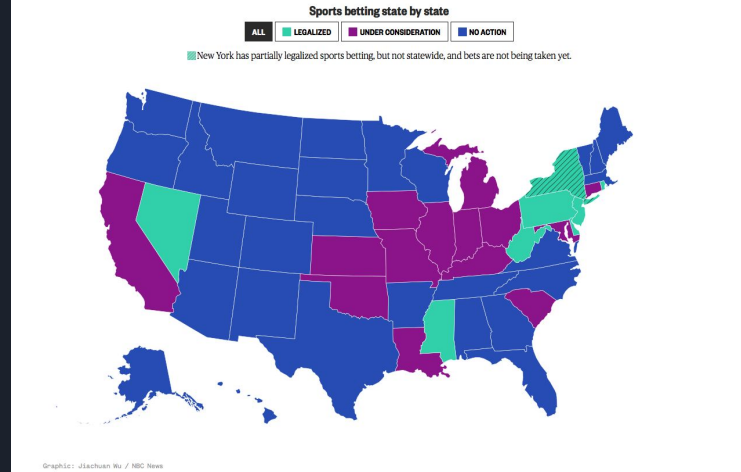 Sports betting state by state
ALL LEGALIZED UNDER CONSIDERATION NO ACTION
New York has partially legalized sports betting, but not statewide, and bets are not being taken yet.
Graphic: Jiachuan Wu / NBC News